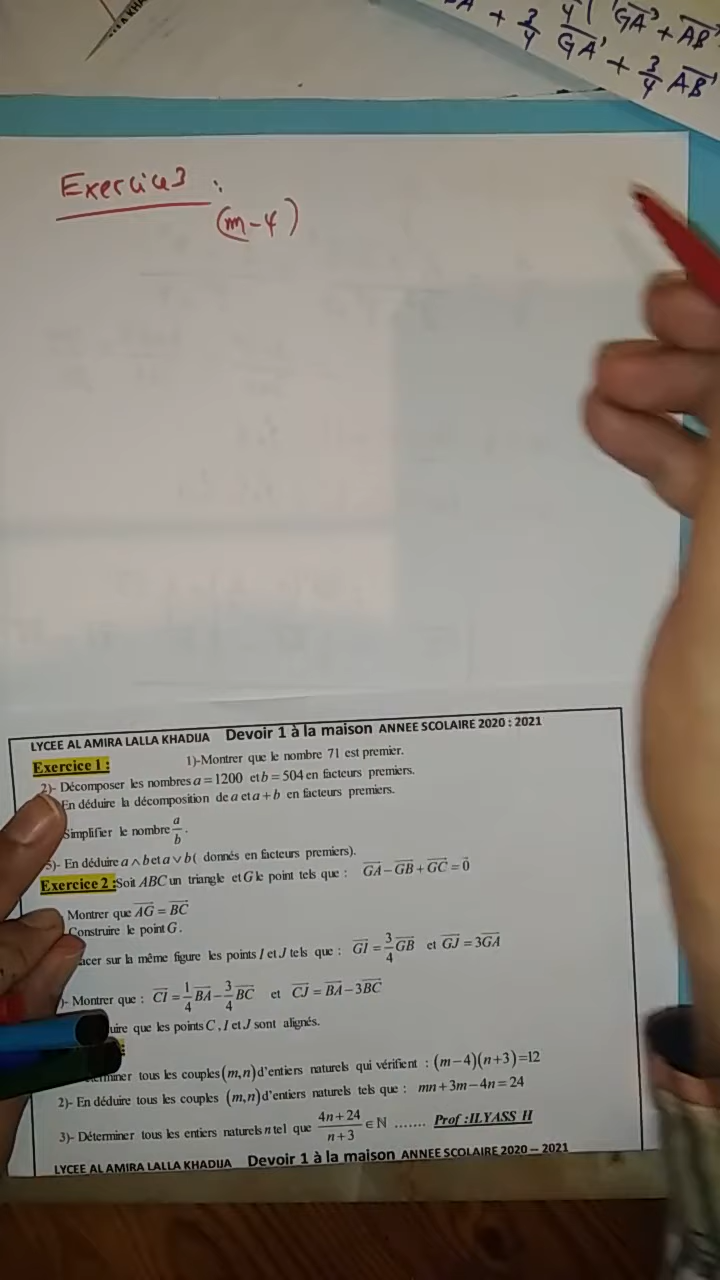 + 3/4 GA + 3/4 AB
GA + AB
Exercice 3 :
(m-4)
LYCEE AL AMIRA LALLA KHADIJA Devoir 1 à la maison ANNEE SCOLAIRE 2020 : 2021
Exercice 1 : 1)-Montrer que le nombre 71 est premier.
2)- Décomposer les nombres a = 1200 et b = 504 en facteurs premiers.
En déduire la décomposition de a et a + b en facteurs premiers.
Simplifier le nombre a/b.
5)- En déduire a ∧ b et a ∨ b ( donnés en facteurs premiers).
Exercice 2 : Soit ABC un triangle et G le point tels que : GA – GB + GC = 0
Montrer que AG = BC
Construire le point G.
acer sur la même figure les points I et J tels que : GI = 3/4 GB et GJ = 3GA
)- Montrer que : CI = 1/4 BA – 3/4 BC et CJ = BA – 3BC
uire que les points C , I et J sont alignés.
miner tous les couples (m,n) d'entiers naturels qui vérifient : (m–4)(n+3)=12
2)- En déduire tous les couples (m,n) d'entiers naturels tels que : mn+3m–4n = 24
3)- Déterminer tous les entiers naturels n tel que 4n+24/n+3 ∈ ℕ ....... Prof :ILYASS H
LYCEE AL AMIRA LALLA KHADIJA Devoir 1 à la maison ANNEE SCOLAIRE 2020 – 2021